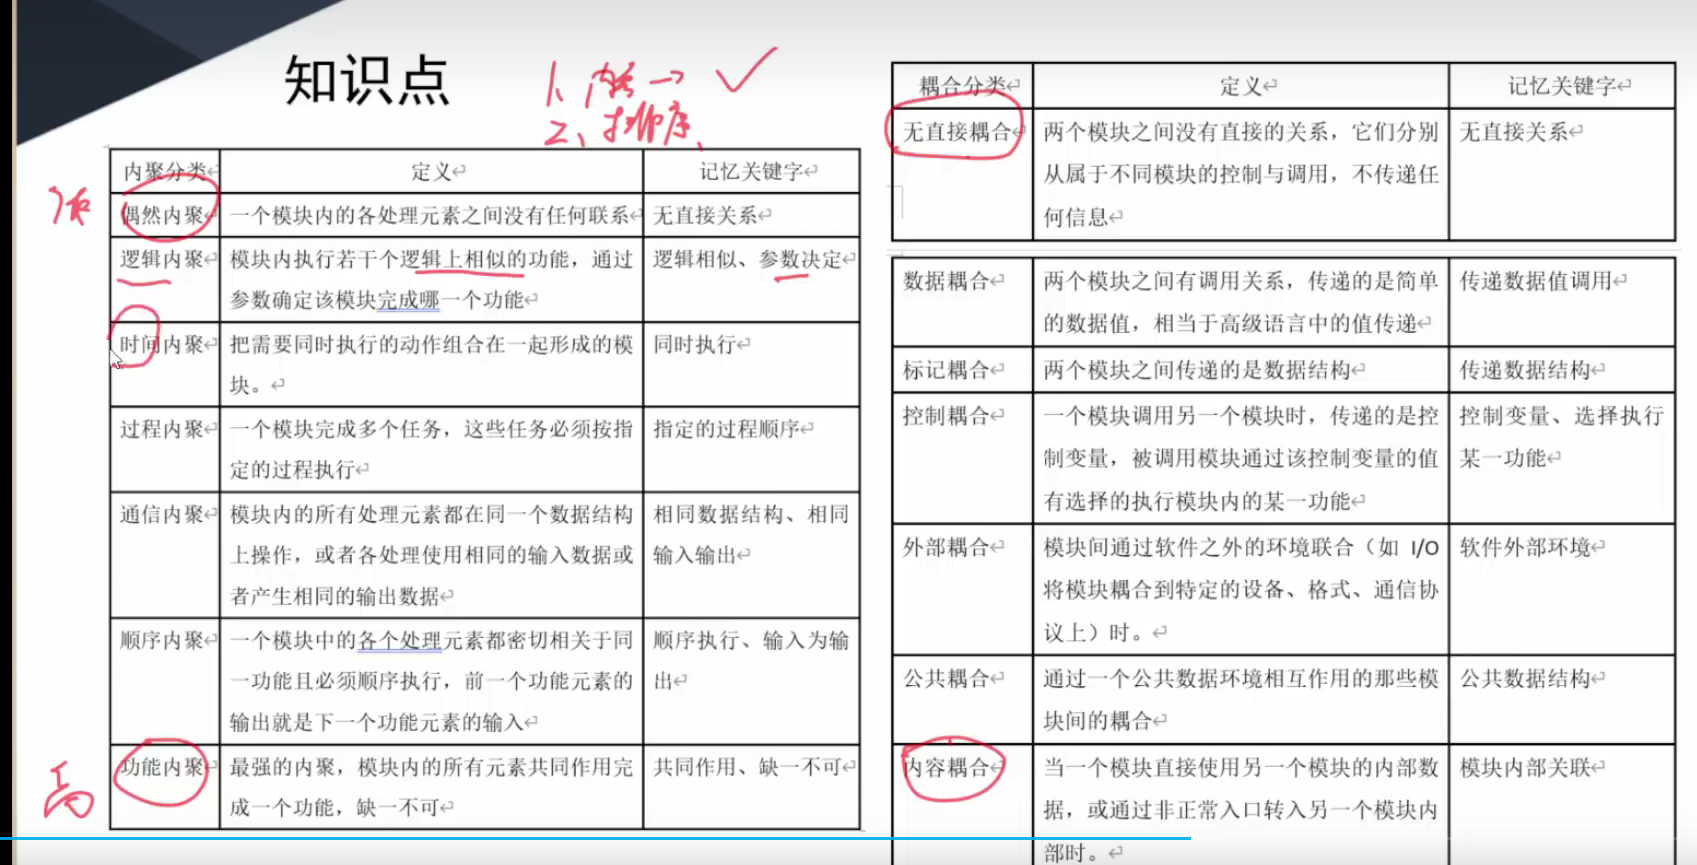 知识点
1、内容→ ✓
2、排序、
内聚分类 定义 记忆关键字
低
偶然内聚 一个模块内的各处理元素之间没有任何联系 无直接关系
逻辑内聚 模块内执行若干个逻辑上相似的功能，通过 逻辑相似、参数决定
参数确定该模块完成哪一个功能
时间内聚 把需要同时执行的动作组合在一起形成的模 同时执行
块。
过程内聚 一个模块完成多个任务，这些任务必须按指 指定的过程顺序
定的过程执行
通信内聚 模块内的所有处理元素都在同一个数据结构 相同数据结构、相同
上操作，或者各处理使用相同的输入数据或 输入输出
者产生相同的输出数据
顺序内聚 一个模块中的各个处理元素都密切相关于同 顺序执行、输入为输
一功能且必须顺序执行，前一个功能元素的 出
输出就是下一个功能元素的输入
高
功能内聚 最强的内聚，模块内的所有元素共同作用完 共同作用、缺一不可
成一个功能，缺一不可
耦合分类 定义 记忆关键字
无直接耦合 两个模块之间没有直接的关系，它们分别 无直接关系
从属于不同模块的控制与调用，不传递任
何信息
数据耦合 两个模块之间有调用关系，传递的是简单 传递数据值调用
的数据值，相当于高级语言中的值传递
标记耦合 两个模块之间传递的是数据结构 传递数据结构
控制耦合 一个模块调用另一个模块时，传递的是控 控制变量、选择执行
制变量，被调用模块通过该控制变量的值 某一功能
有选择的执行模块内的某一功能
外部耦合 模块间通过软件之外的环境联合（如 I/O 软件外部环境
将模块耦合到特定的设备、格式、通信协
议上）时。
公共耦合 通过一个公共数据环境相互作用的那些模 公共数据结构
块间的耦合
内容耦合 当一个模块直接使用另一个模块的内部数 模块内部关联
据，或通过非正常入口转入另一个模块内
部时。